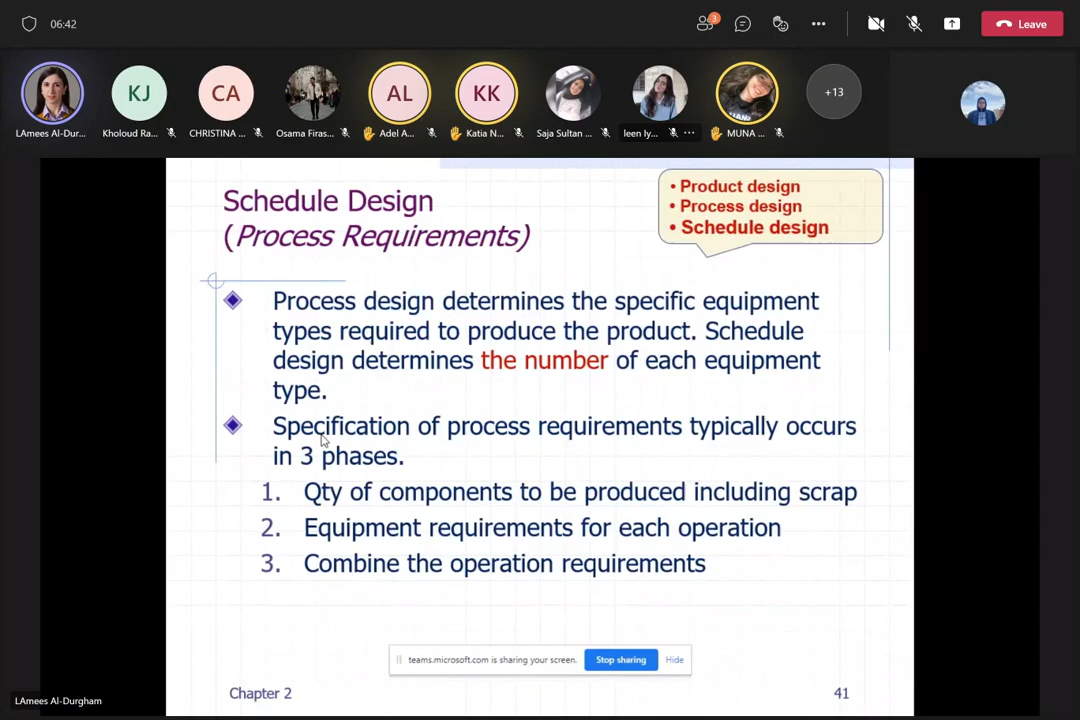 06:42
3
Leave
KJ
CA
AL
KK
+13
LAmees Al-Dur...
Kholoud Ra...
CHRISTINA ...
Osama Firas...
Adel A...
Katia N...
Saja Sultan ...
leen Iy...
MUNA ...
Schedule Design
(Process Requirements)
• Product design
• Process design
• Schedule design
Process design determines the specific equipment
types required to produce the product. Schedule
design determines the number of each equipment
type.
Specification of process requirements typically occurs
in 3 phases.
1. Qty of components to be produced including scrap
2. Equipment requirements for each operation
3. Combine the operation requirements
teams.microsoft.com is sharing your screen.
Stop sharing
Hide
Chapter 2
41
LAmees Al-Durgham